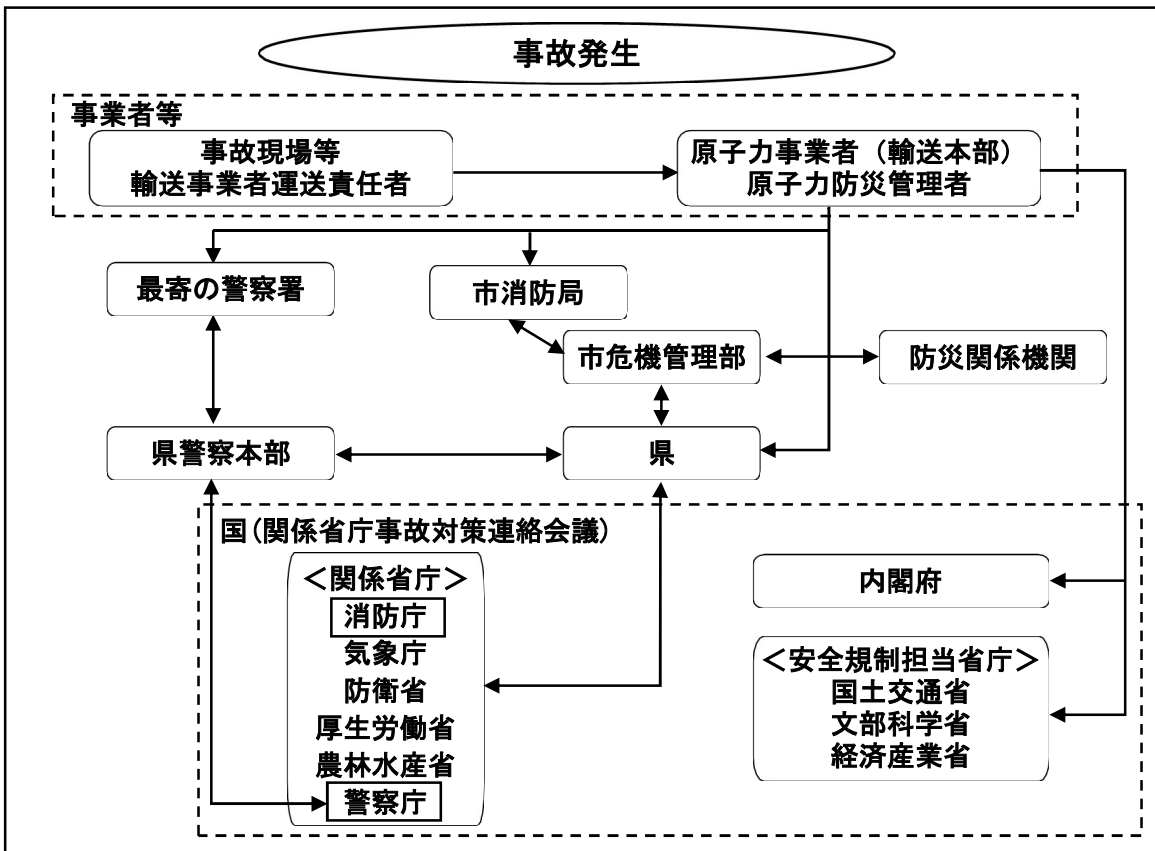 事故発生
事業者等
事故現場等
輸送事業者運送責任者
原子力事業者（輸送本部）
原子力防災管理者
最寄の警察署
市消防局
市危機管理部
防災関係機関
県警察本部
県
国(関係省庁事故対策連絡会議)
＜関係省庁＞
消防庁
気象庁
防衛省
厚生労働省
農林水産省
警察庁
内閣府
＜安全規制担当省庁＞
国土交通省
文部科学省
経済産業省